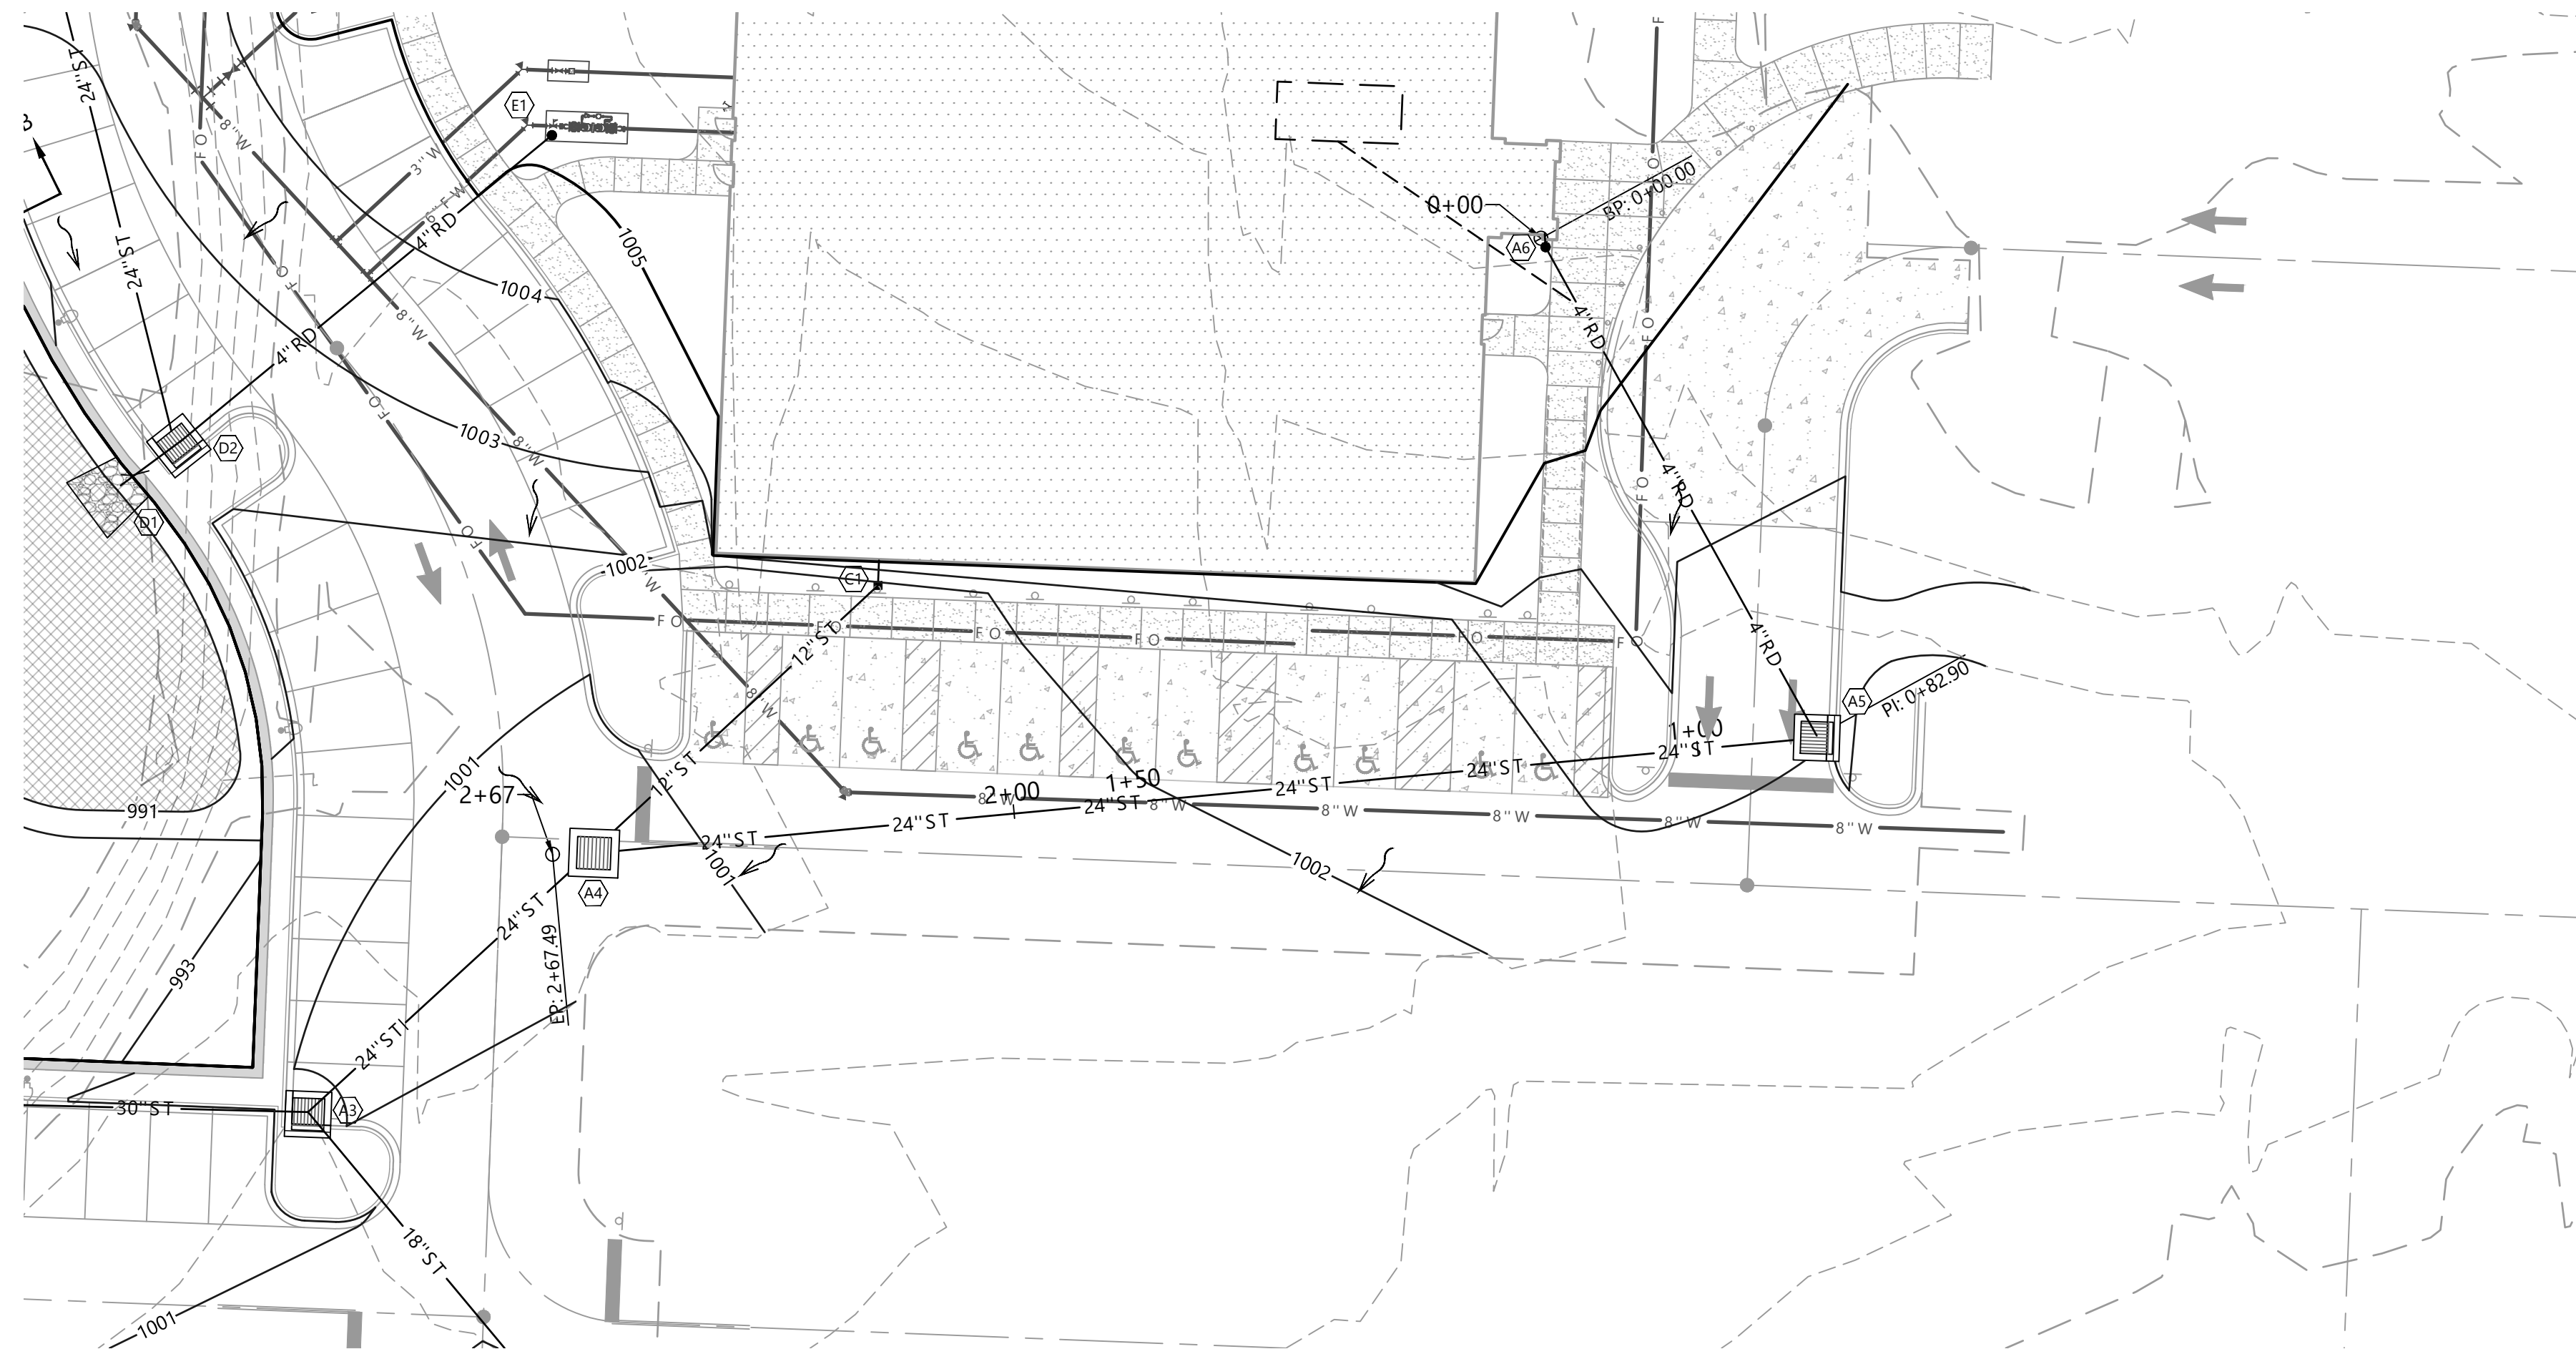 24"ST
B
E1
8"W
F O
3"W
6"FW
4"RD
24"ST
1005
1004
0+00
BP: 0+00.00
A6
F
F O
4"RD
F O
F O
8"W
4"RD
F O
1003
8"W
D2
D1
F O
4"RD
F O
1002
W
C1
F O
F O
F O
F O
F O
F O
12"ST
4"RD
A5
PI: 0+82.90
8"W
1+00
24"ST
12"ST
1001
2+67
24"ST
1+50
2+00
24"ST
8"W
24"ST
8"W
8"W
8"W
8"W
8"W
991
24"ST
24"ST
1001
1002
A4
24"ST
EP: 2+67.49
993
24"ST
30"ST
A3
18"ST
1001